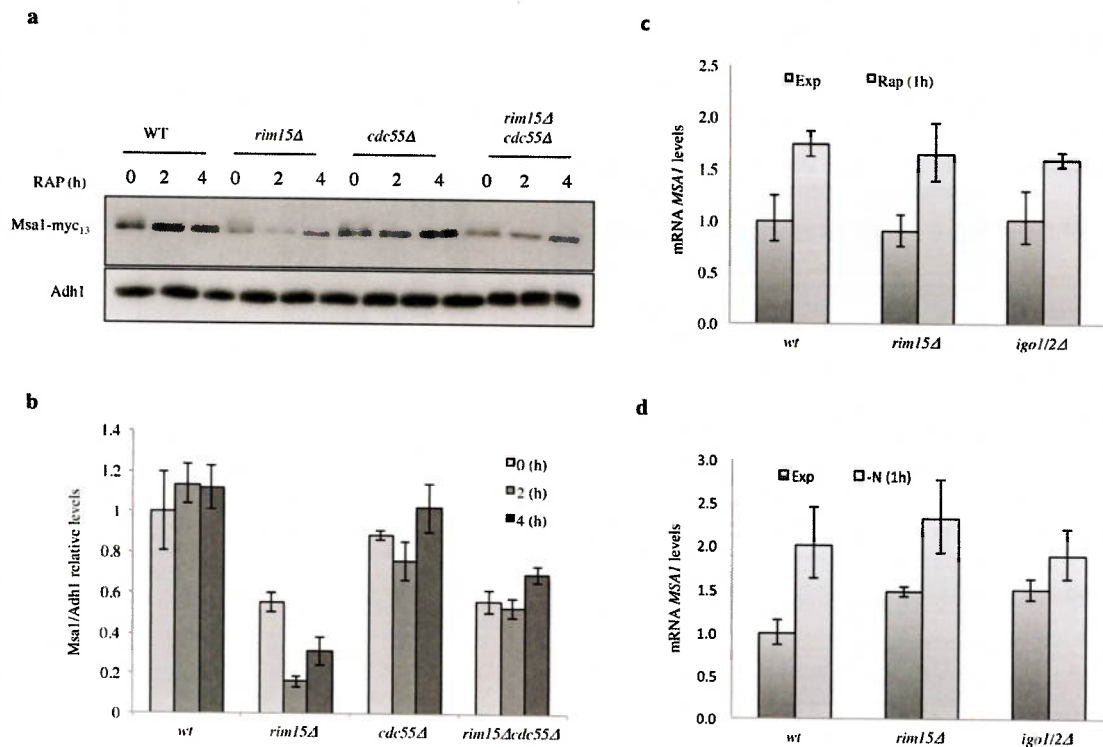 a
WT rim15Δ cdc55Δ rim15Δ cdc55Δ
RAP (h) 0 2 4 0 2 4 0 2 4 0 2 4
Msa1-myc13
Adh1
b
1.4
1.2
1
0.8
0.6
0.4
0.2
0
Msa1/Adh1 relative levels
0 (h)
2 (h)
4 (h)
wt rim15Δ cdc55Δ rim15Δcdc55Δ
c
2.5
2.0
1.5
1.0
0.5
0.0
mRNA MSA1 levels
Exp Rap (1h)
wt rim15Δ igo1/2Δ
d
3.0
2.5
2.0
1.5
1.0
0.5
0.0
mRNA MSA1 levels
Exp -N (1h)
wt rim15Δ igo1/2Δ